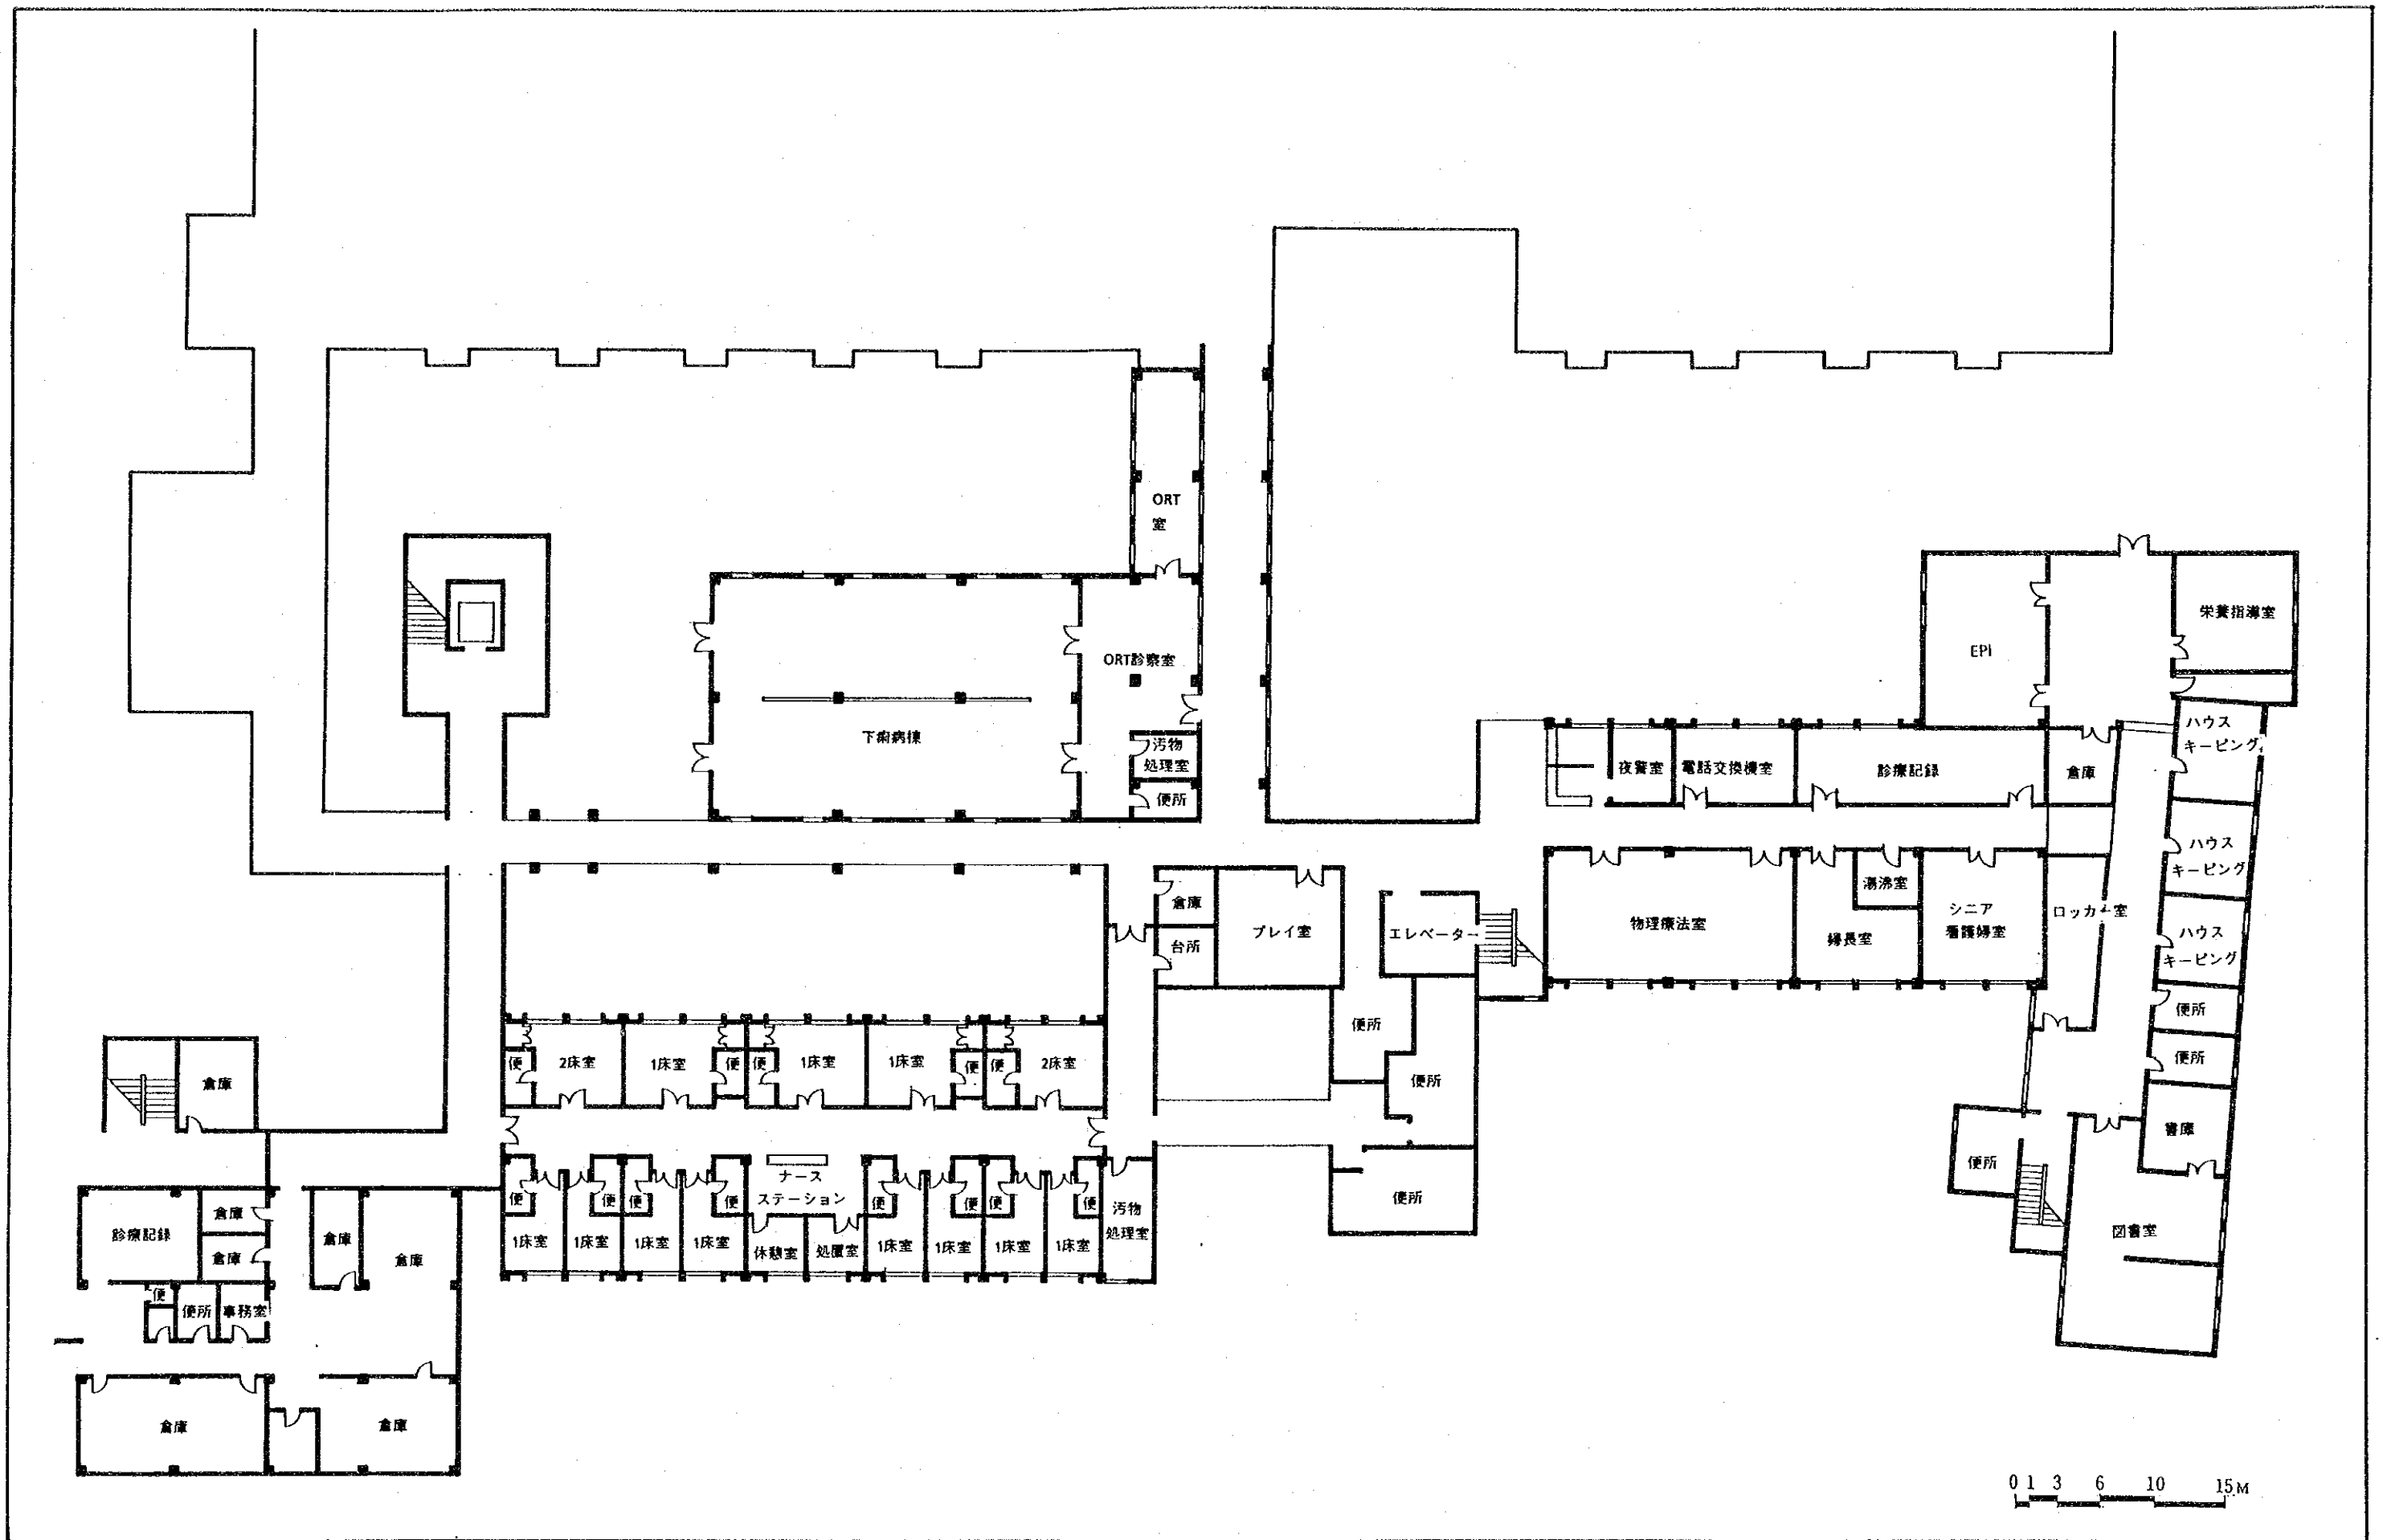 ORT
室
栄養指導室
EPI
ORT診察室
ハウス
キーピング
下痢病棟
汚物
処理室
夜警室
電話交換機室
診療記録
倉庫
便所
ハウス
キーピング
湯沸室
倉庫
プレイ室
エレベーター
物理療法室
シニア
看護婦室
ロッカー室
台所
婦長室
ハウス
キーピング
便所
便所
便
2床室
1床室
便
便
1床室
1床室
便
便
2床室
倉庫
便所
便所
書庫
便所
ナース
ステーション
便
便
便
便
便
便
便
便
便所
汚物
処理室
診療記録
倉庫
倉庫
倉庫
倉庫
1床室
1床室
1床室
1床室
休憩室
処置室
1床室
1床室
1床室
1床室
図書室
便
便所
事務室
倉庫
倉庫
0 1 3 6 10 15M